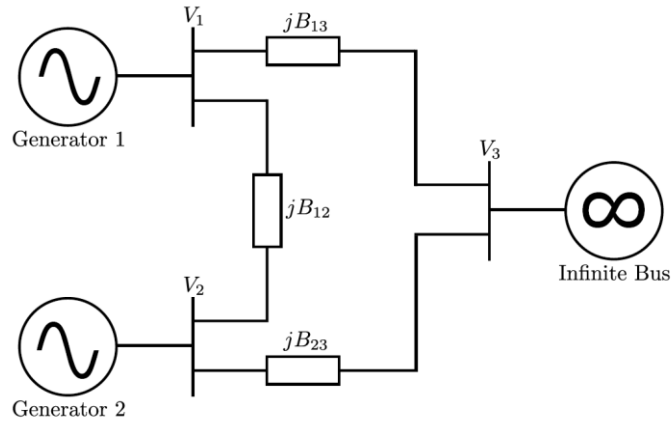 V₁
jB₁₃
Generator 1
V₃
jB₁₂
∞
Infinite Bus
V₂
jB₂₃
Generator 2